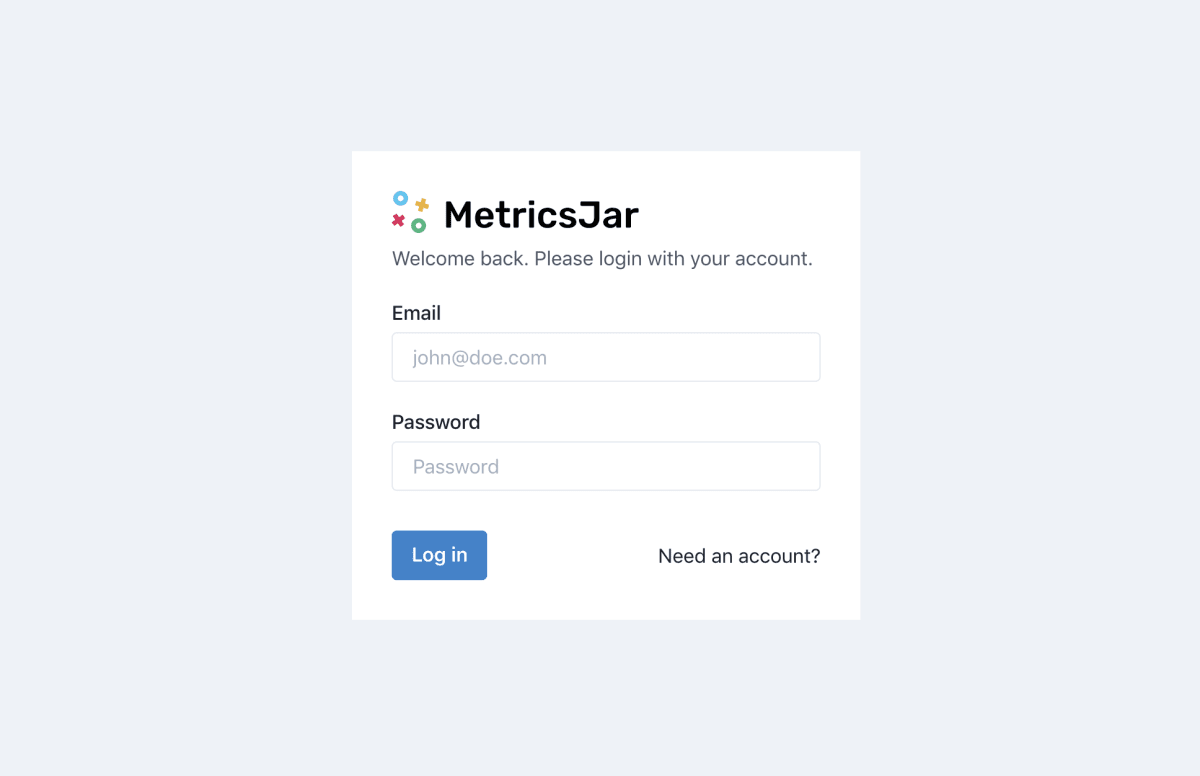 MetricsJar
Welcome back. Please login with your account.
Email
john@doe.com
Password
Password
Log in
Need an account?